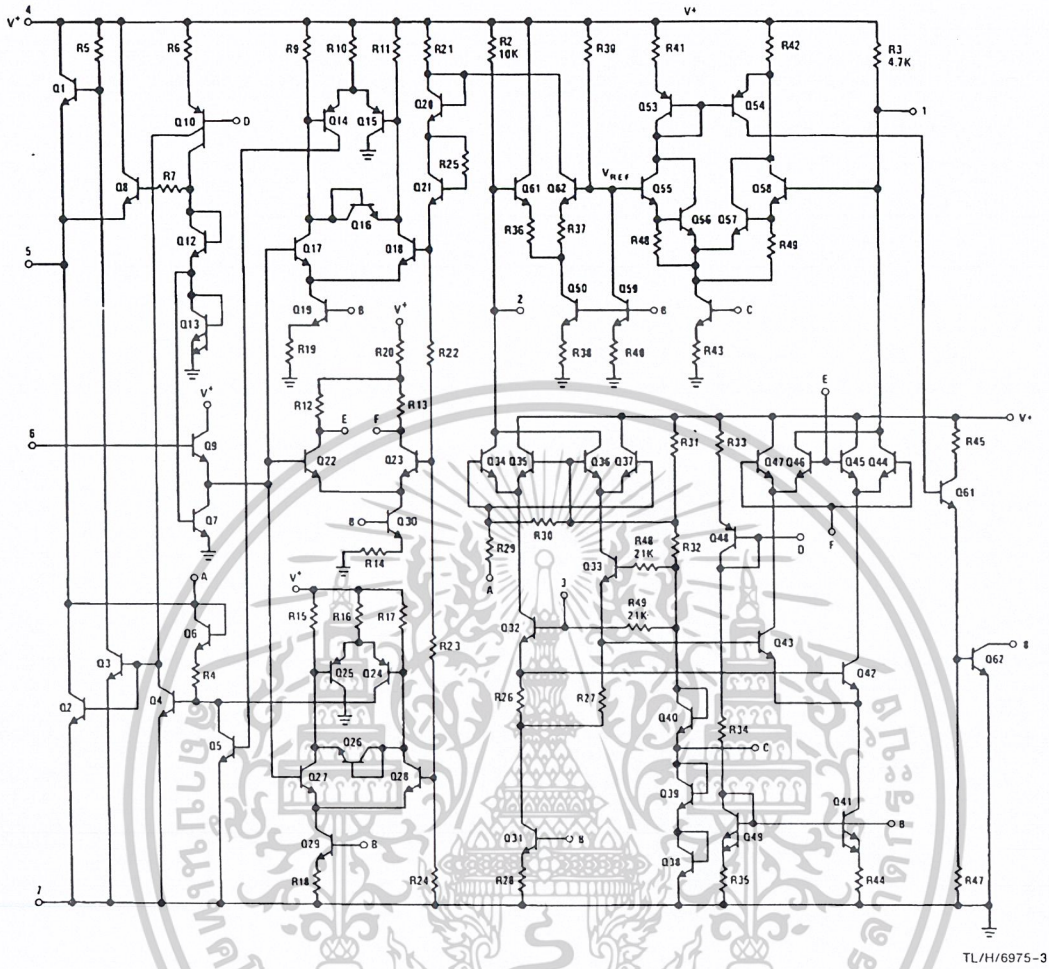 V⁺ 4
V⁺
R5
R6
R9
R10
R11
R21
R2
10K
R39
R41
R42
R3
4.7K
Q1
Q10
D
Q14
Q15
Q20
Q53
Q54
1
Q8
R7
R25
Q21
V REF
Q61
Q62
Q55
Q58
Q12
Q16
Q17
Q18
R36
R37
R48
Q56
Q57
R49
5
Q13
Q19
B
V⁺
2
Q50
Q59
B
C
R19
R20
R22
R38
R40
R43
V⁺
R12
R13
E
F
E
V⁺
6
Q9
Q22
Q23
Q34
Q35
Q36
Q37
R31
R33
Q47
Q46
Q45
Q44
R45
Q7
B
Q30
R30
Q61
A
R14
R29
Q33
R48
21K
R32
Q48
D
F
V⁺
A
J
R49
21K
R15
R16
R17
R23
Q32
Q43
Q6
R4
Q3
Q4
Q25
Q24
R26
R27
Q40
Q42
Q62
8
Q2
Q5
Q26
R34
C
Q27
Q28
Q39
Q41
Q29
B
Q31
B
Q38
Q49
B
R18
R24
R28
R35
R44
R47
7
TL/H/6975-3